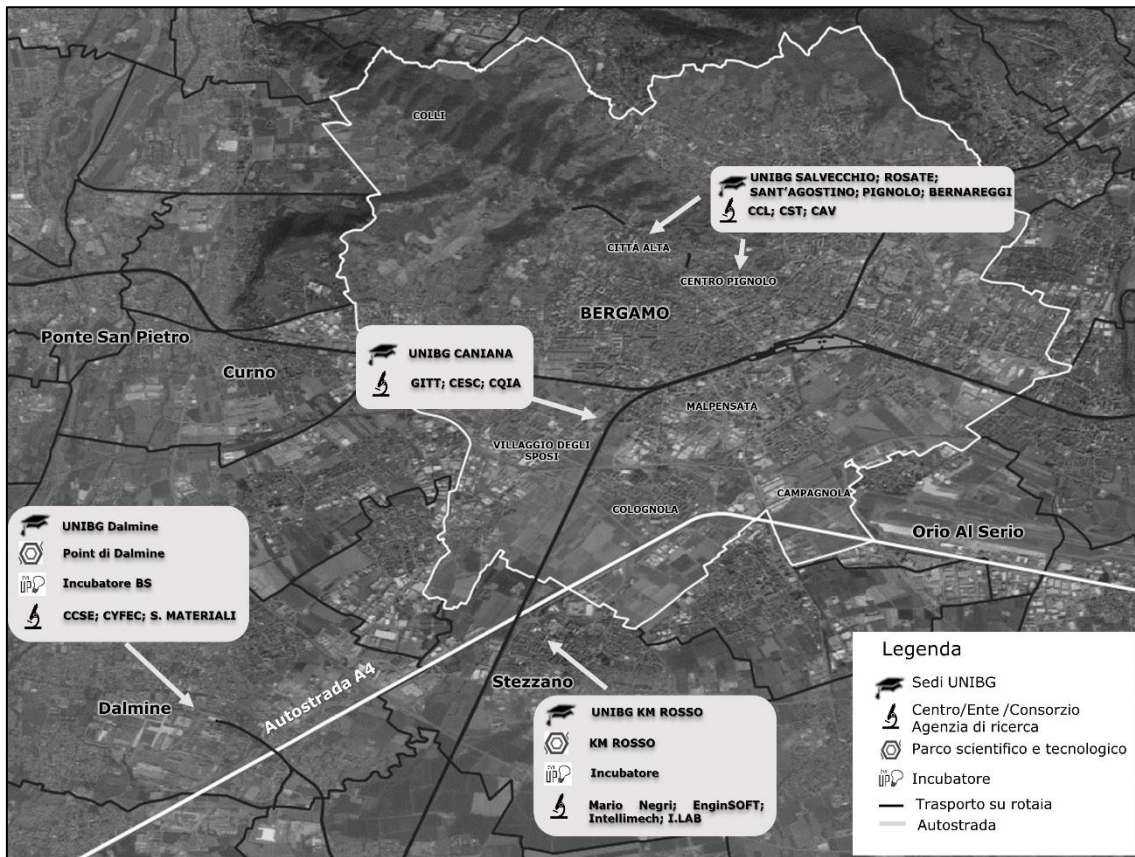 COLLI
UNIBG SALVECCHIO; ROSATE;
SANT'AGOSTINO; PIGNOLO; BERNAREGGI
CCL; CST; CAV
CITTÀ ALTA
CENTRO PIGNOLO
BERGAMO
Ponte San Pietro
Curno
UNIBG CANIANA
GITT; CESC; CQIA
MALPENSATA
VILLAGGIO DEGLI
SPOSI
CAMPAGNOLA
COLOGNOLA
Orio Al Serio
UNIBG Dalmine
Point di Dalmine
UP
Incubatore BS
CCSE; CYFEC; S. MATERIALI
Stezzano
Dalmine
Autostrada A4
UNIBG KM ROSSO
KM ROSSO
UP
Incubatore
Mario Negri; EnginSOFT;
Intellimech; I.LAB
Legenda
Sedi UNIBG
Centro/Ente /Consorzio
Agenzia di ricerca
Parco scientifico e tecnologico
UP
Incubatore
Trasporto su rotaia
Autostrada